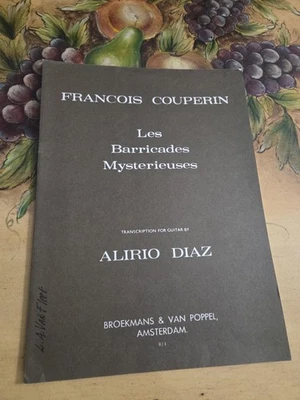 FRANCOIS COUPERIN
Les
Barricades
Mysterieuses
TRANSCRIPTION FOR GUITAR BY
ALIRIO DIAZ
BROEKMANS & VAN POPPEL,
AMSTERDAM.